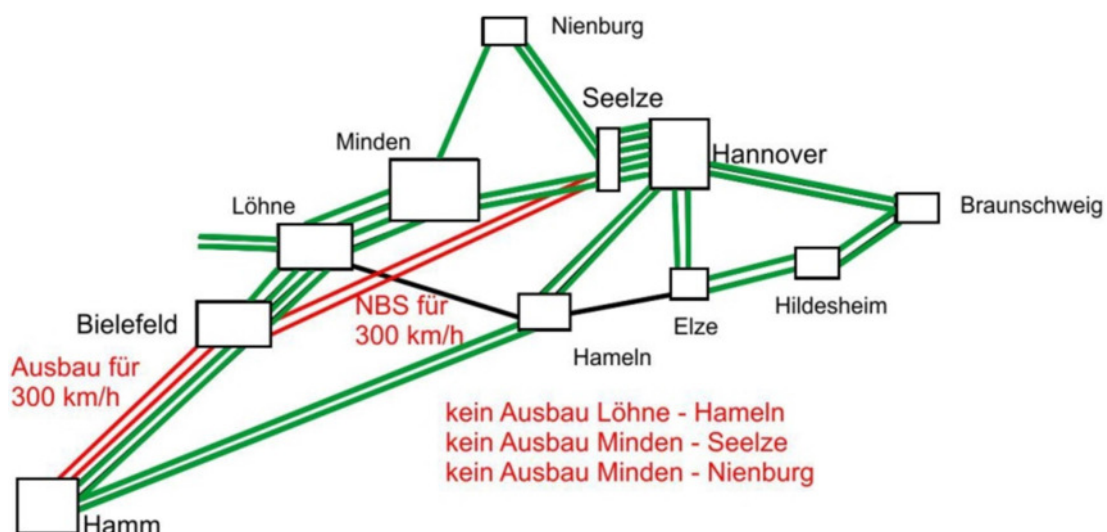 Nienburg
Seelze
Minden
Hannover
Löhne
Braunschweig
Bielefeld
NBS für
300 km/h
Elze
Hildesheim
Hameln
Ausbau für
300 km/h
kein Ausbau Löhne - Hameln
kein Ausbau Minden - Seelze
kein Ausbau Minden - Nienburg
Hamm